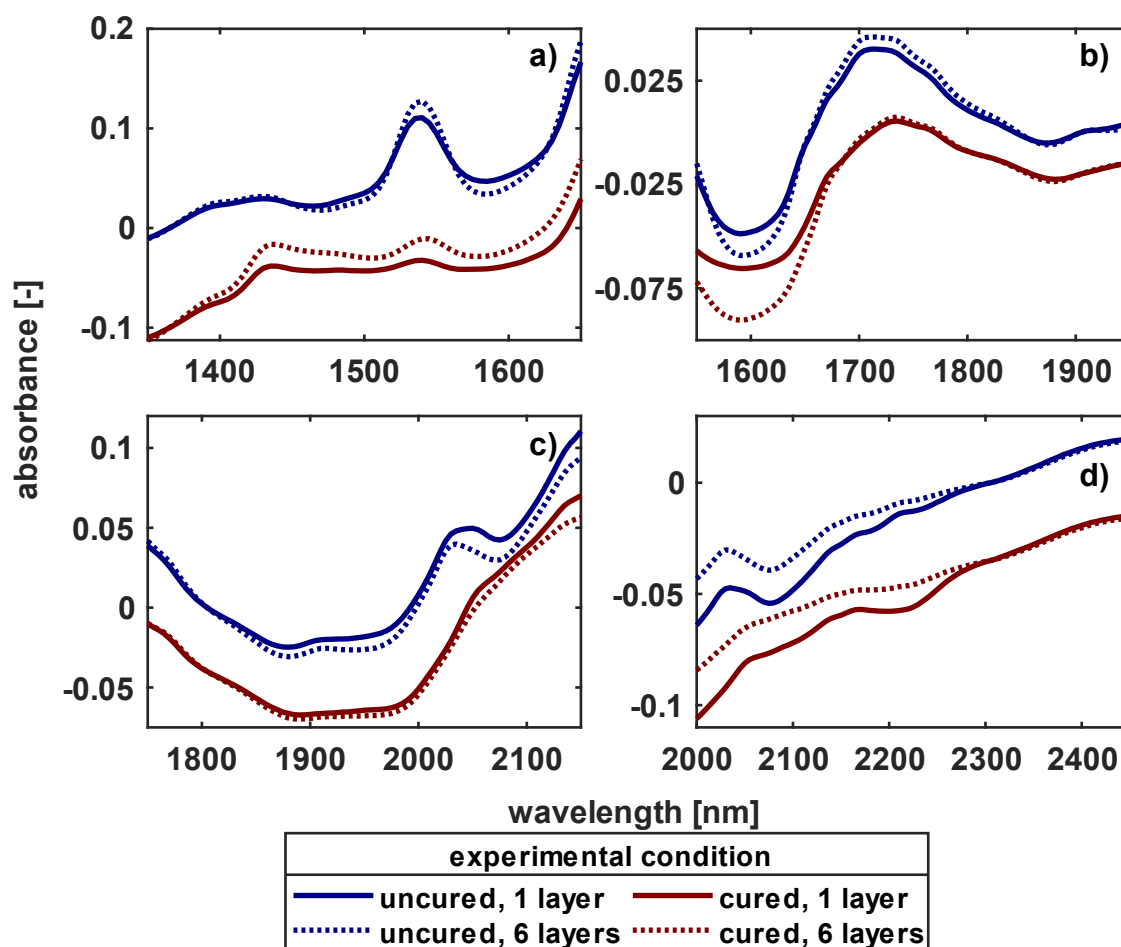 0.2
0.1
0
-0.1
a)
1400 1500 1600
0.025
-0.025
-0.075
b)
1600 1700 1800 1900
absorbance [-]
0.1
0.05
0
-0.05
c)
1800 1900 2000 2100
0
-0.05
-0.1
d)
2000 2100 2200 2300 2400
wavelength [nm]
experimental condition
uncured, 1 layer cured, 1 layer
uncured, 6 layers cured, 6 layers